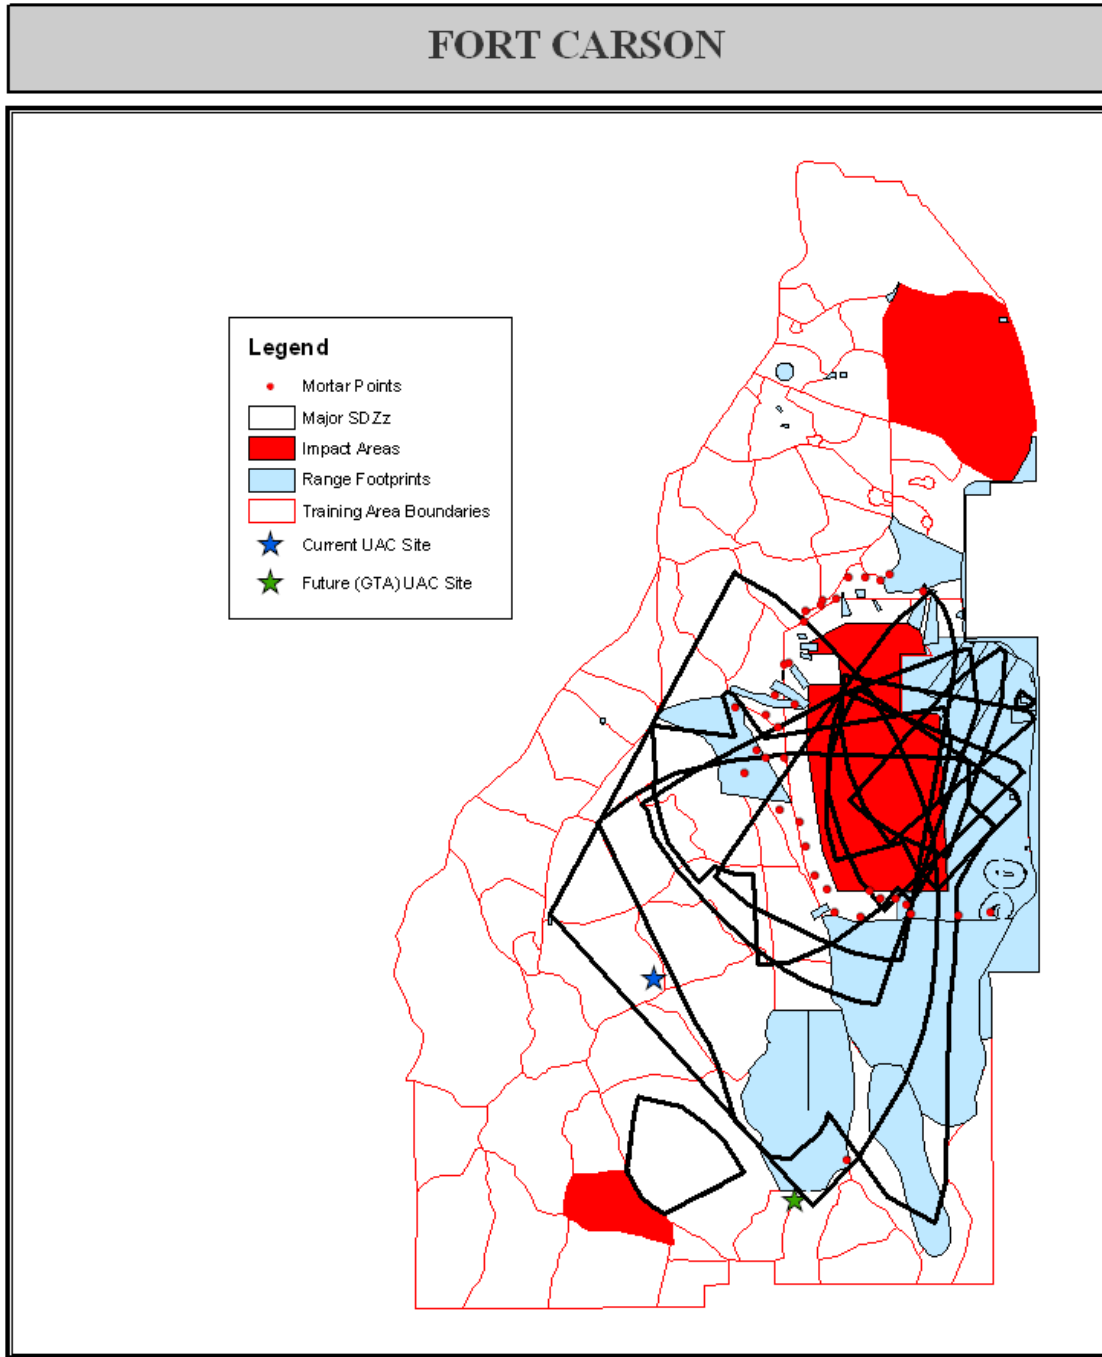 FORT CARSON
Legend
Mortar Points
Major SDZz
Impact Areas
Range Footprints
Training Area Boundaries
Current UAC Site
Future (GTA) UAC Site